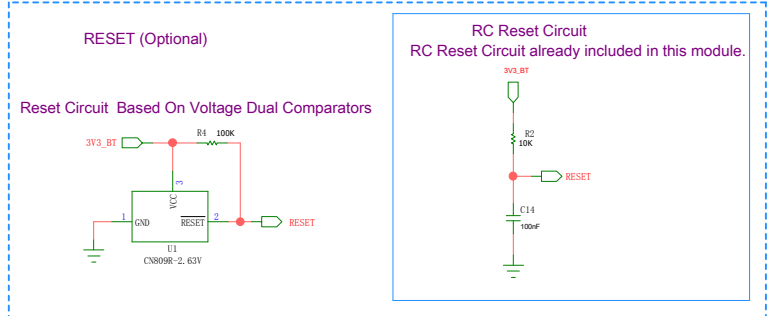 RESET (Optional)
Reset Circuit  Based On Voltage Dual Comparators
3V3_BT
R4
100K
3
VCC
1
GND
RESET
2
RESET
U1
CN809R-2.63V
RC Reset Circuit
RC Reset Circuit already included in this module.
3V3_BT
R2
10K
RESET
C14
100nF